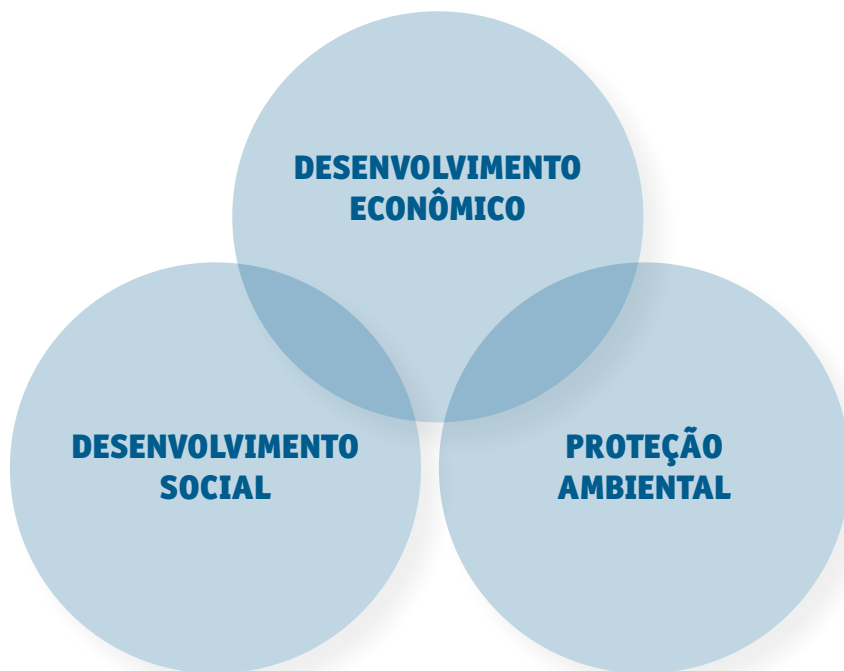 DESENVOLVIMENTO
ECONÔMICO
DESENVOLVIMENTO
SOCIAL
PROTEÇÃO
AMBIENTAL